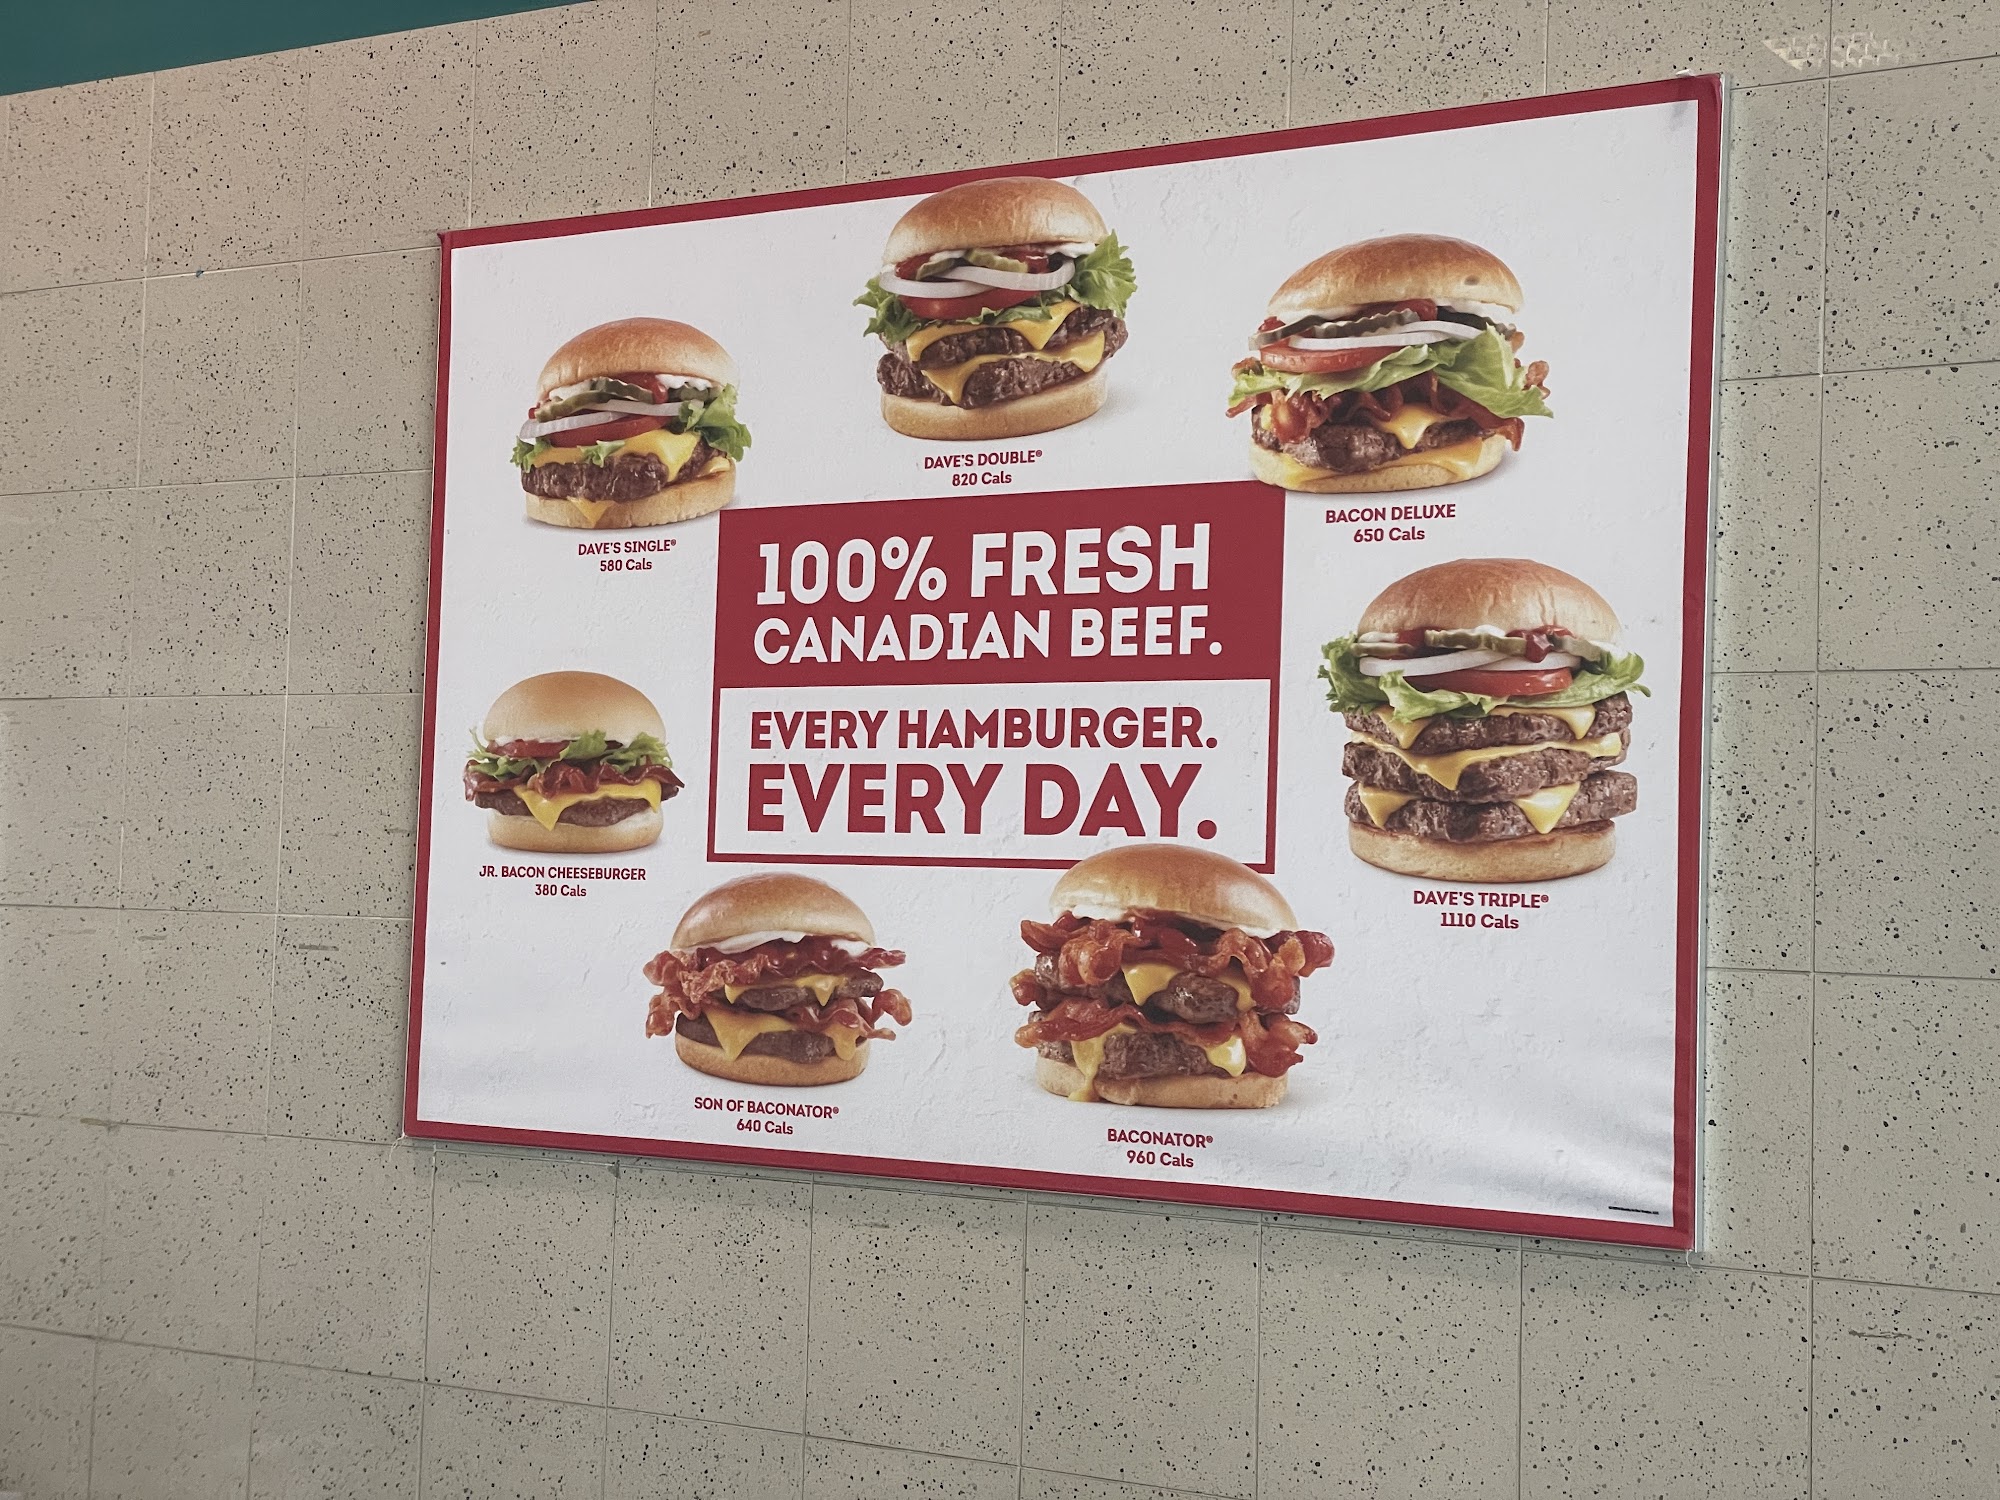 DAVE'S DOUBLE®
820 Cals
BACON DELUXE
650 Cals
DAVE'S SINGLE®
580 Cals
100% FRESH
CANADIAN BEEF.
EVERY HAMBURGER.
EVERY DAY.
JR. BACON CHEESEBURGER
380 Cals
DAVE'S TRIPLE®
1110 Cals
SON OF BACONATOR®
640 Cals
BACONATOR®
960 Cals